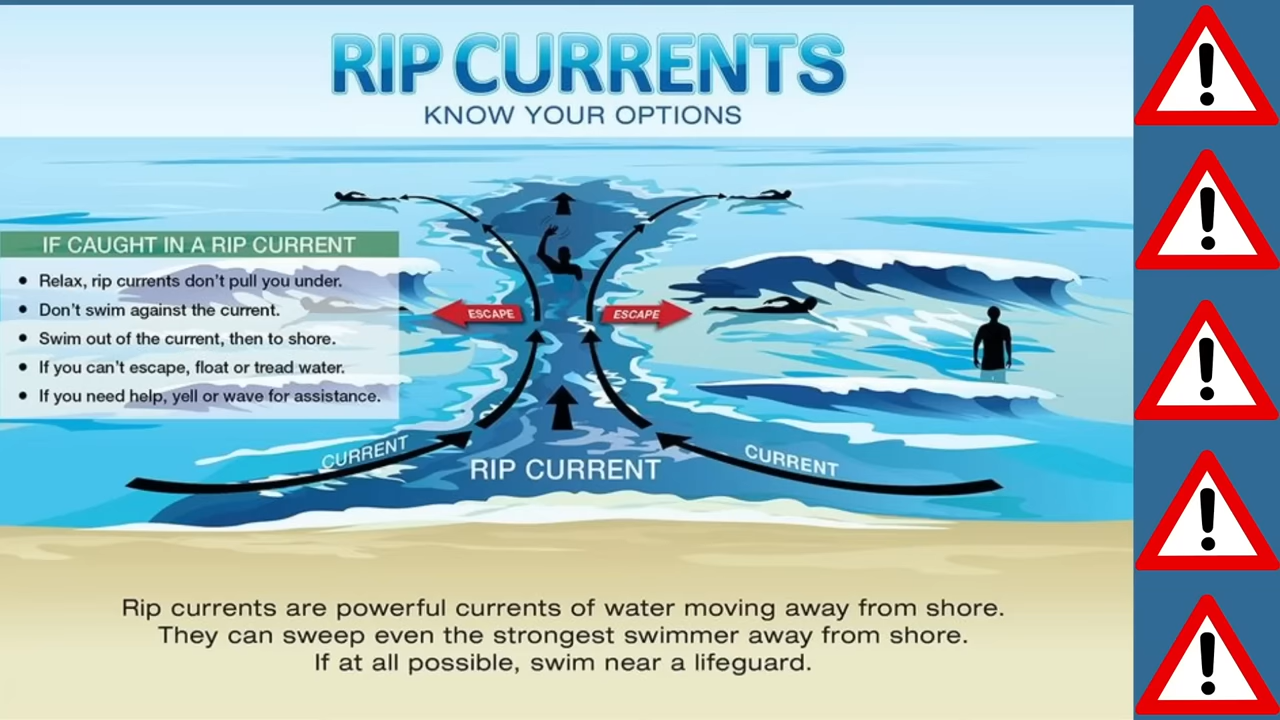 RIP CURRENTS
KNOW YOUR OPTIONS
IF CAUGHT IN A RIP CURRENT
• Relax, rip currents don't pull you under.
• Don't swim against the current.
• Swim out of the current, then to shore.
• If you can't escape, float or tread water.
• If you need help, yell or wave for assistance.
ESCAPE
ESCAPE
CURRENT
RIP CURRENT
CURRENT
Rip currents are powerful currents of water moving away from shore.
They can sweep even the strongest swimmer away from shore.
If at all possible, swim near a lifeguard.